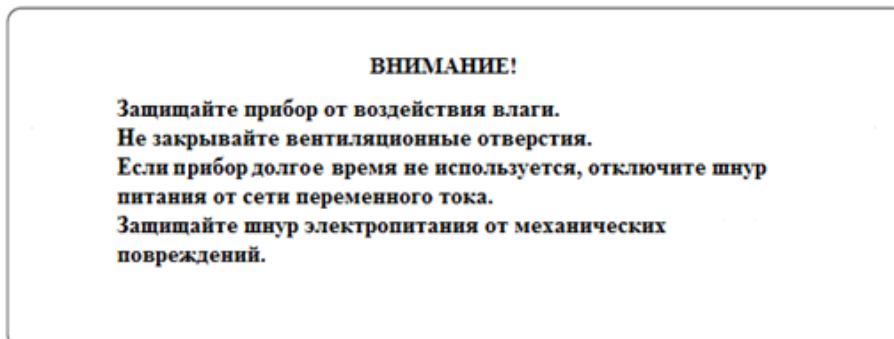 ВНИМАНИЕ!
Защищайте прибор от воздействия влаги.
Не закрывайте вентиляционные отверстия.
Если прибор долгое время не используется, отключите шнур
питания от сети переменного тока.
Защищайте шнур электропитания от механических
повреждений.